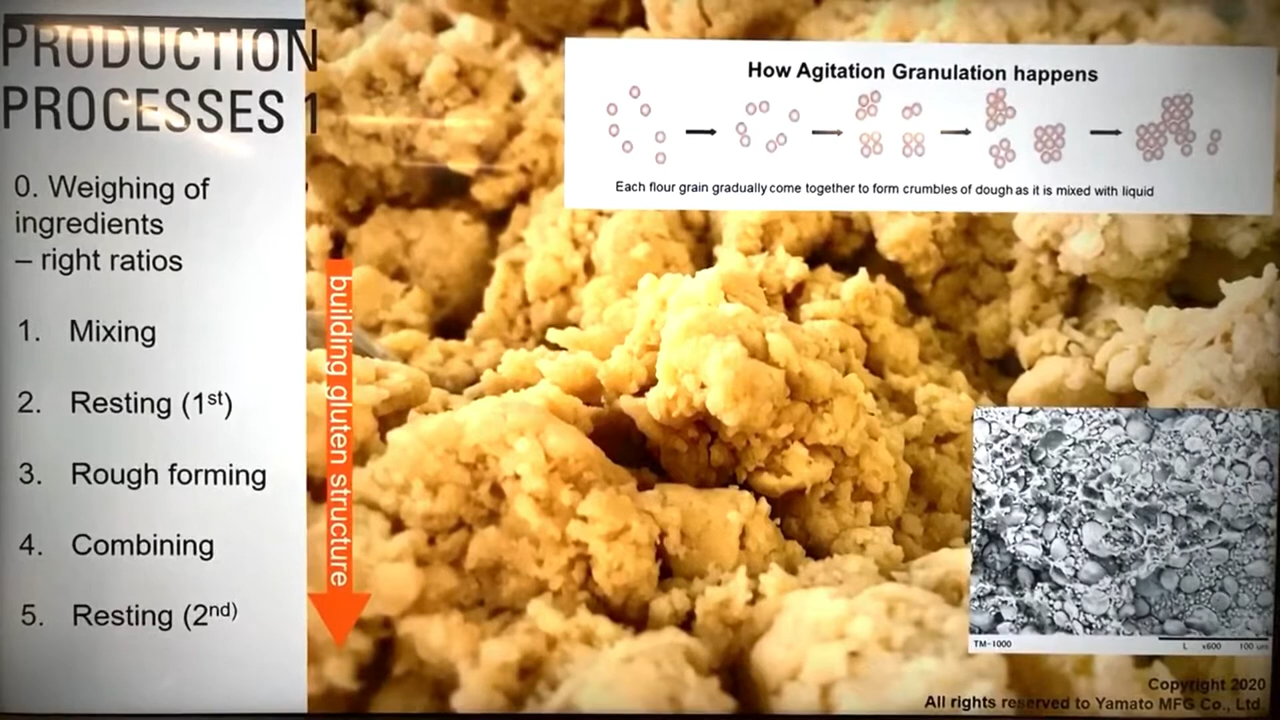 PRODUCTION
PROCESSES 1
0. Weighing of
ingredients
– right ratios
1. Mixing
2. Resting (1st)
3. Rough forming
4. Combining
5. Resting (2nd)
building gluten structure
How Agitation Granulation happens
Each flour grain gradually come together to form crumbles of dough as it is mixed with liquid
TM-1000
L x600 100 um
Copyright 2020
All rights reserved to Yamato MFG Co., Ltd.